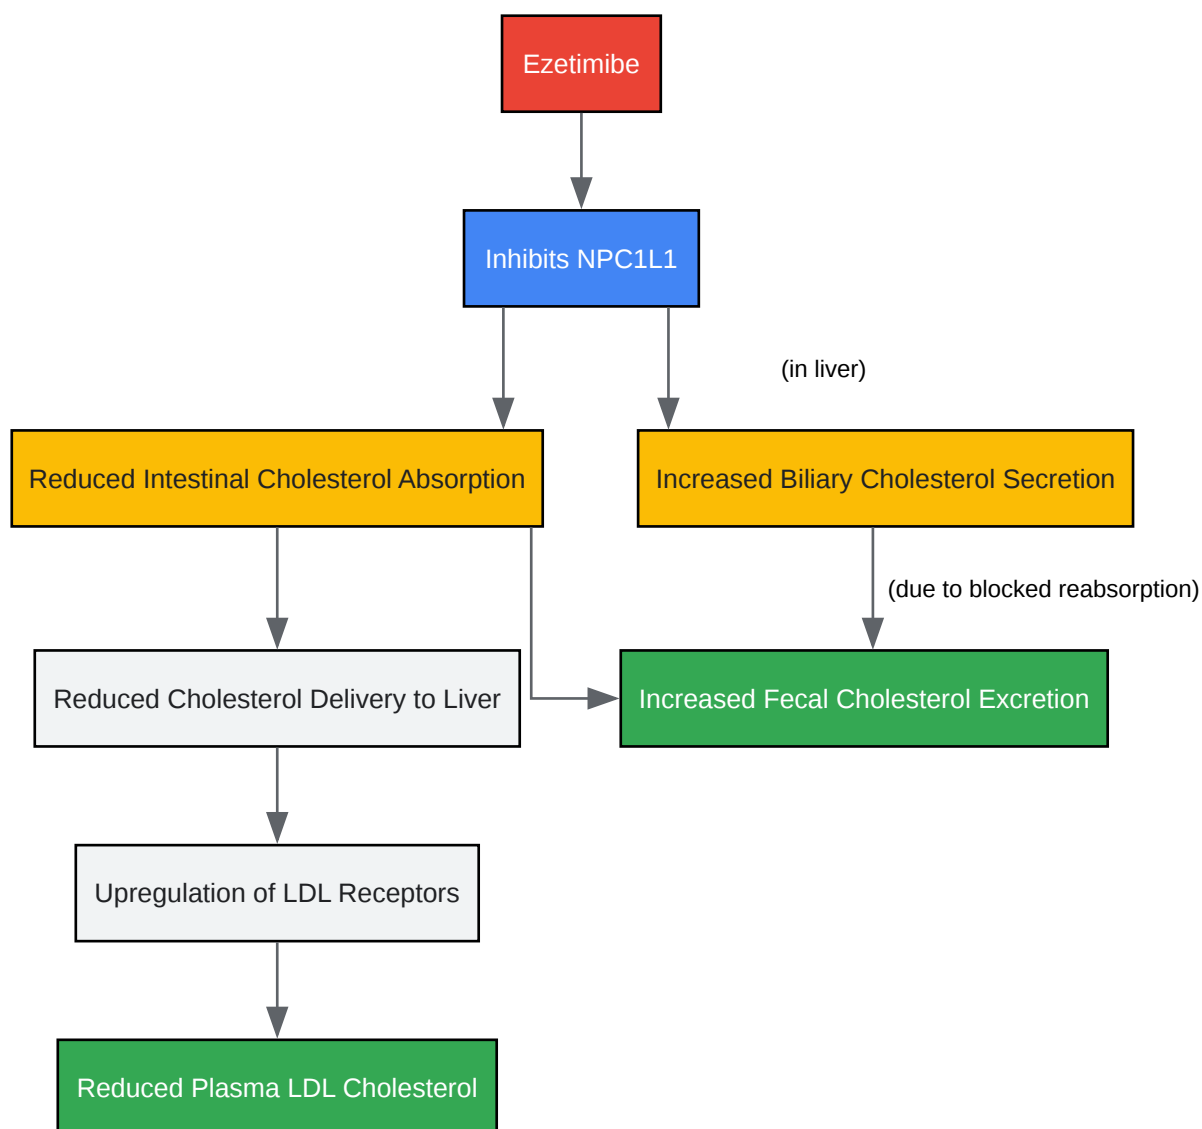 Ezetimibe
Inhibits NPC1L1
(in liver)
Reduced Intestinal Cholesterol Absorption
Increased Biliary Cholesterol Secretion
(due to blocked reabsorption)
Reduced Cholesterol Delivery to Liver
Increased Fecal Cholesterol Excretion
Upregulation of LDL Receptors
Reduced Plasma LDL Cholesterol